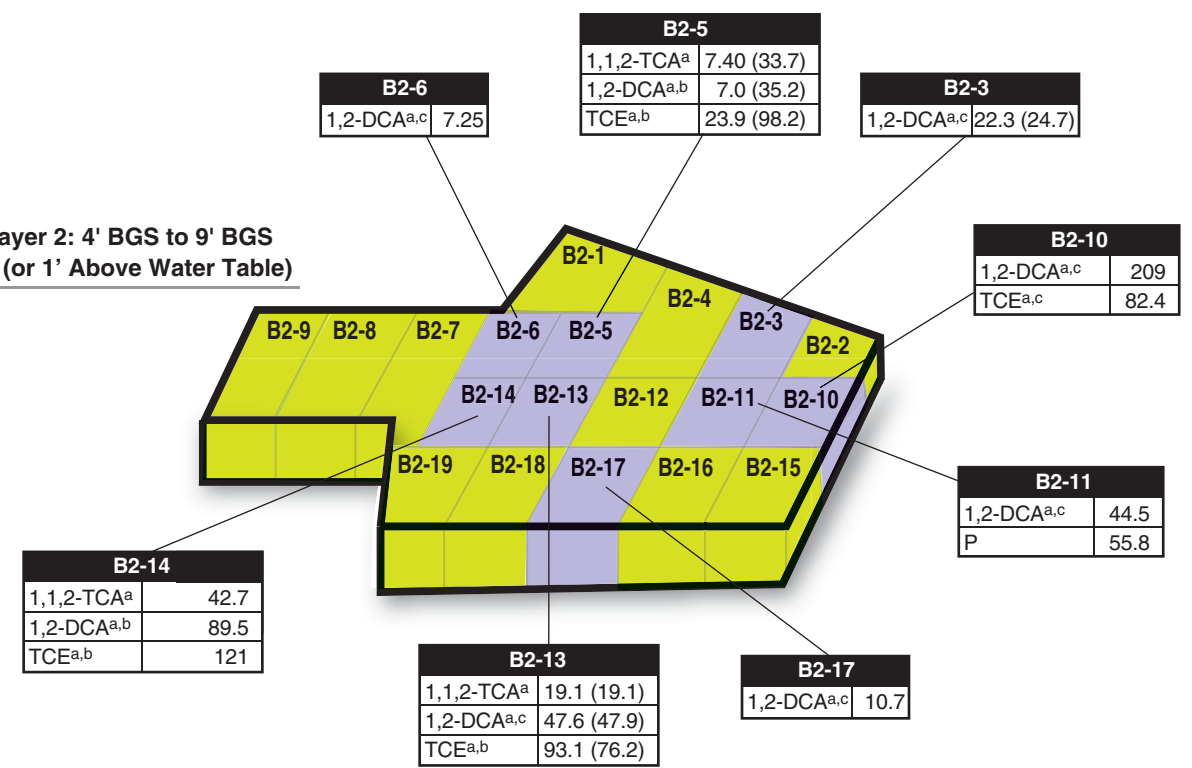 B2-5
1,1,2-TCAa 7.40 (33.7)
1,2-DCAa,b 7.0 (35.2)
TCEa,b 23.9 (98.2)
B2-6
1,2-DCAa,c 7.25
B2-3
1,2-DCAa,c 22.3 (24.7)
ayer 2: 4' BGS to 9' BGS
(or 1’ Above Water Table)
B2-10
1,2-DCAa,c 209
TCEa,c 82.4
B2-1
B2-4
B2-3
B2-2
B2-9 B2-8 B2-7 B2-6 B2-5
B2-14 B2-13 B2-12 B2-11 B2-10
B2-19 B2-18 B2-17 B2-16 B2-15
B2-11
1,2-DCAa,c 44.5
P 55.8
B2-14
1,1,2-TCAa 42.7
1,2-DCAa,b 89.5
TCEa,b 121
B2-13
1,1,2-TCAa 19.1 (19.1)
1,2-DCAa,c 47.6 (47.9)
TCEa,b 93.1 (76.2)
B2-17
1,2-DCAa,c 10.7